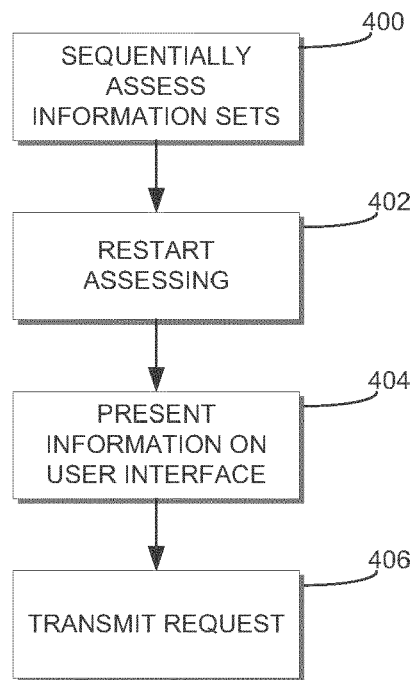 400
SEQUENTIALLY
ASSESS
INFORMATION SETS
402
RESTART
ASSESSING
404
PRESENT
INFORMATION ON
USER INTERFACE
406
TRANSMIT REQUEST